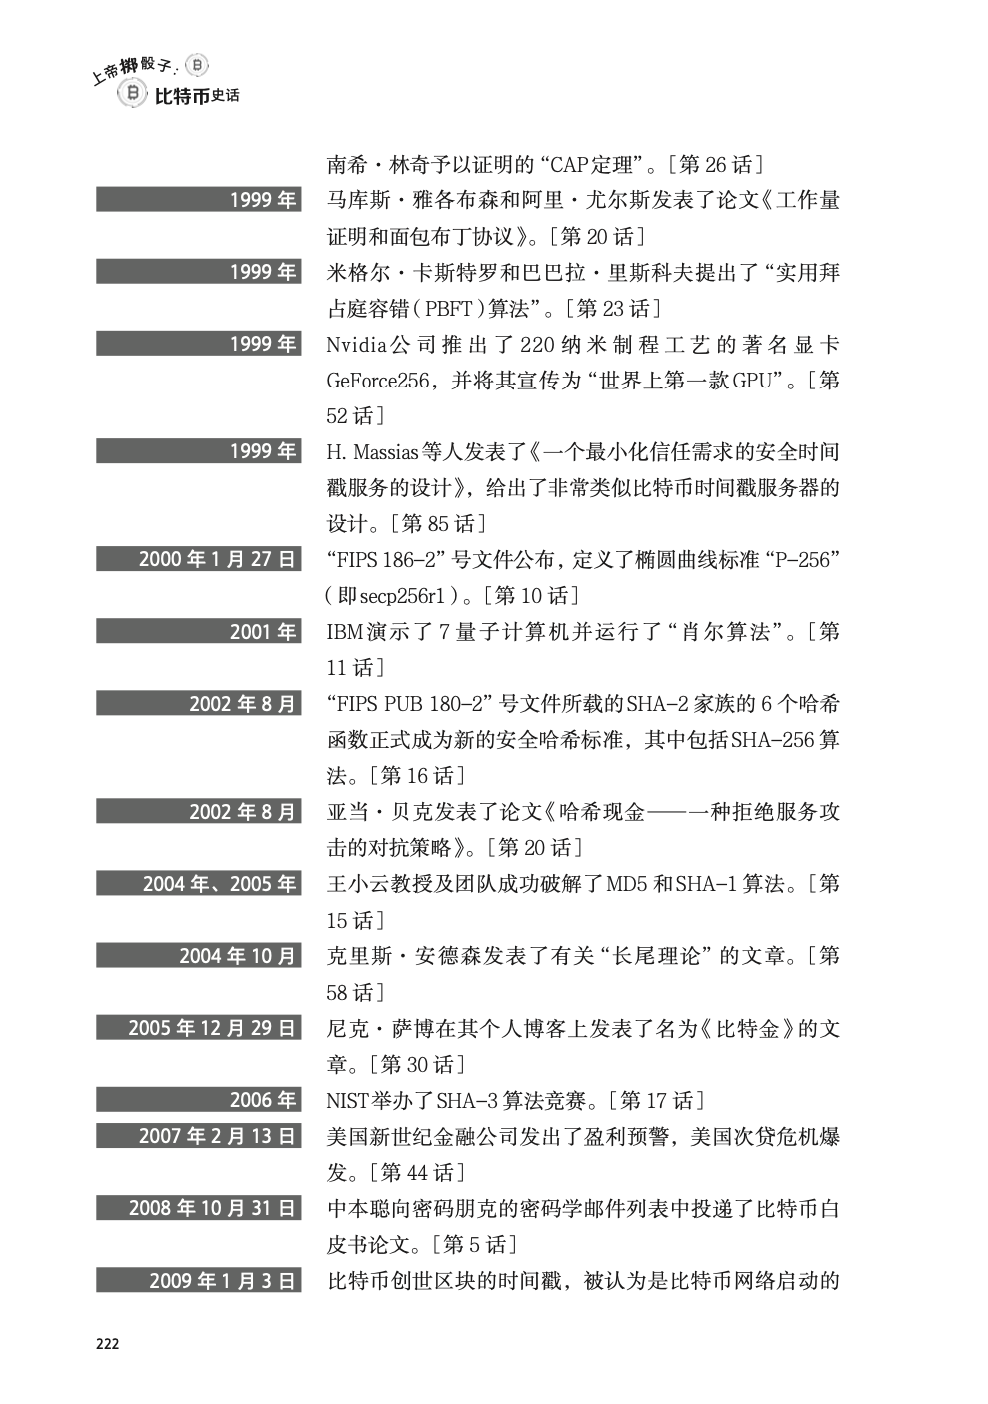 上帝掷骰子：
比特币史话
南希·林奇予以证明的“CAP定理”。［第 26 话］
1999 年 马库斯·雅各布森和阿里·尤尔斯发表了论文《工作量
证明和面包布丁协议》。［第 20 话］
1999 年 米格尔·卡斯特罗和巴巴拉·里斯科夫提出了“实用拜
占庭容错（PBFT）算法”。［第 23 话］
1999 年 Nvidia公司推出了 220 纳米制程工艺的著名显卡
GeForce256，并将其宣传为“世界上第一款GPU”。［第
52 话］
1999 年 H. Massias等人发表了《一个最小化信任需求的安全时间
戳服务的设计》，给出了非常类似比特币时间戳服务器的
设计。［第 85 话］
2000 年 1 月 27 日 “FIPS 186–2”号文件公布，定义了椭圆曲线标准“P–256”
（即secp256r1）。［第 10 话］
2001 年 IBM演示了 7 量子计算机并运行了“肖尔算法”。［第
11 话］
2002 年 8 月 “FIPS PUB 180–2”号文件所载的SHA–2 家族的 6 个哈希
函数正式成为新的安全哈希标准，其中包括SHA–256 算
法。［第 16 话］
2002 年 8 月 亚当·贝克发表了论文《哈希现金——一种拒绝服务攻
击的对抗策略》。［第 20 话］
2004 年、2005 年 王小云教授及团队成功破解了MD5 和SHA–1 算法。［第
15 话］
2004 年 10 月 克里斯·安德森发表了有关“长尾理论”的文章。［第
58 话］
2005 年 12 月 29 日 尼克·萨博在其个人博客上发表了名为《比特金》的文
章。［第 30 话］
2006 年 NIST举办了SHA–3 算法竞赛。［第 17 话］
2007 年 2 月 13 日 美国新世纪金融公司发出了盈利预警，美国次贷危机爆
发。［第 44 话］
2008 年 10 月 31 日 中本聪向密码朋克的密码学邮件列表中投递了比特币白
皮书论文。［第 5 话］
2009 年 1 月 3 日 比特币创世区块的时间戳，被认为是比特币网络启动的
222